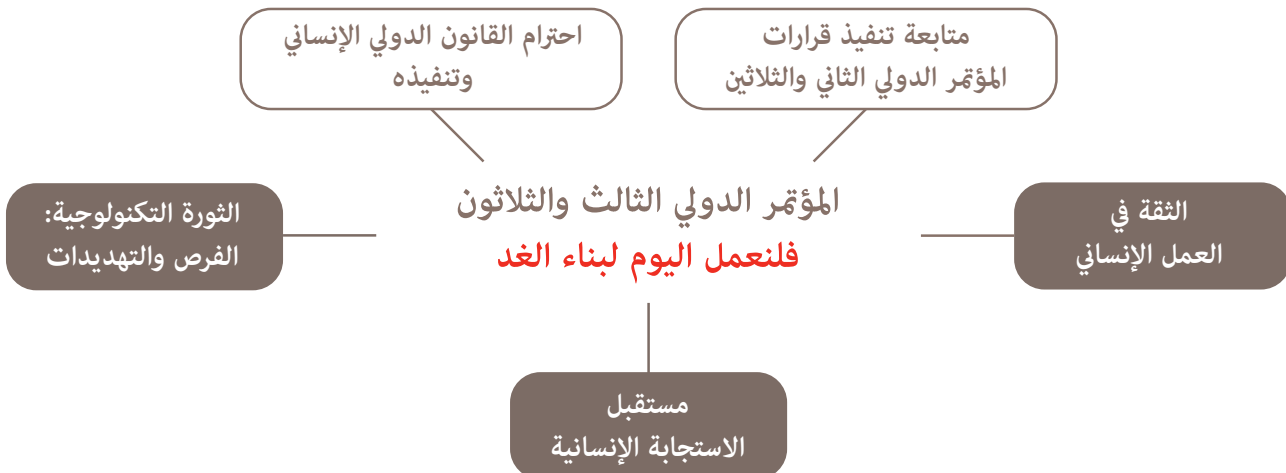 متابعة تنفيذ قرارات
المؤتمر الدولي الثاني والثلاثين
احترام القانون الدولي الإنساني
وتنفيذه
المؤتمر الدولي الثالث والثلاثون
فلنعمل اليوم لبناء الغد
الثقة في
العمل الإنساني
الثورة التكنولوجية:
الفرص والتهديدات
مستقبل
الاستجابة الإنسانية